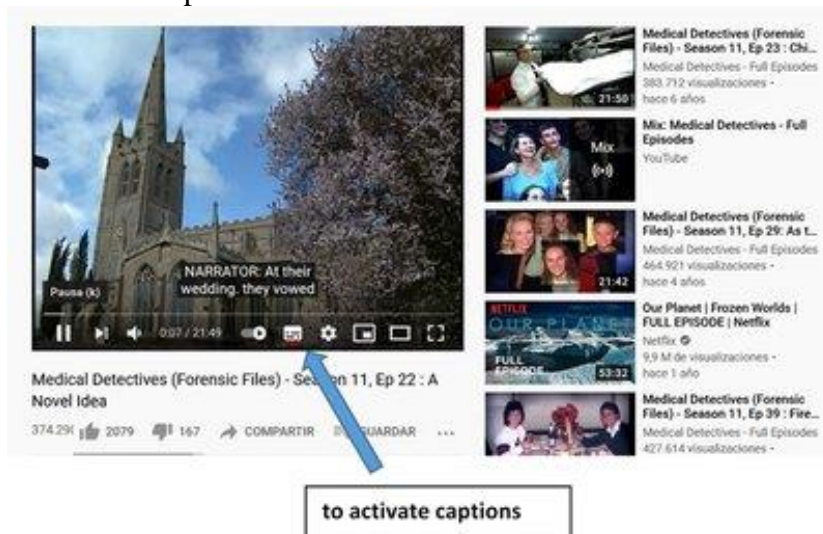 NARRATOR: At their
wedding, they vowed
Pausa (k)
0:07 / 21:49
Medical Detectives (Forensic Files) - Season 11, Ep 22 : A
Novel Idea
374.290
2079
167
COMPARTIR
GUARDAR
...
Medical Detectives (Forensic
Files) - Season 11, Ep 23 : Chi...
Medical Detectives - Full Episodes
383.712 visualizaciones •
hace 6 años
21:50
Mix: Medical Detectives - Full
Episodes
YouTube
Mix
Medical Detectives (Forensic
Files) - Season 11, Ep 29: As t...
Medical Detectives - Full Episodes
464.921 visualizaciones •
hace 4 años
21:42
Our Planet | Frozen Worlds |
FULL EPISODE | Netflix
Netflix
9,9 M de visualizaciones •
hace 1 año
NETFLIX
OUR PLANET
FULL
EPISODE
53:32
Medical Detectives (Forensic
Files) - Season 11, Ep 39 : Fire...
Medical Detectives - Full Episodes
427.614 visualizaciones •
to activate captions